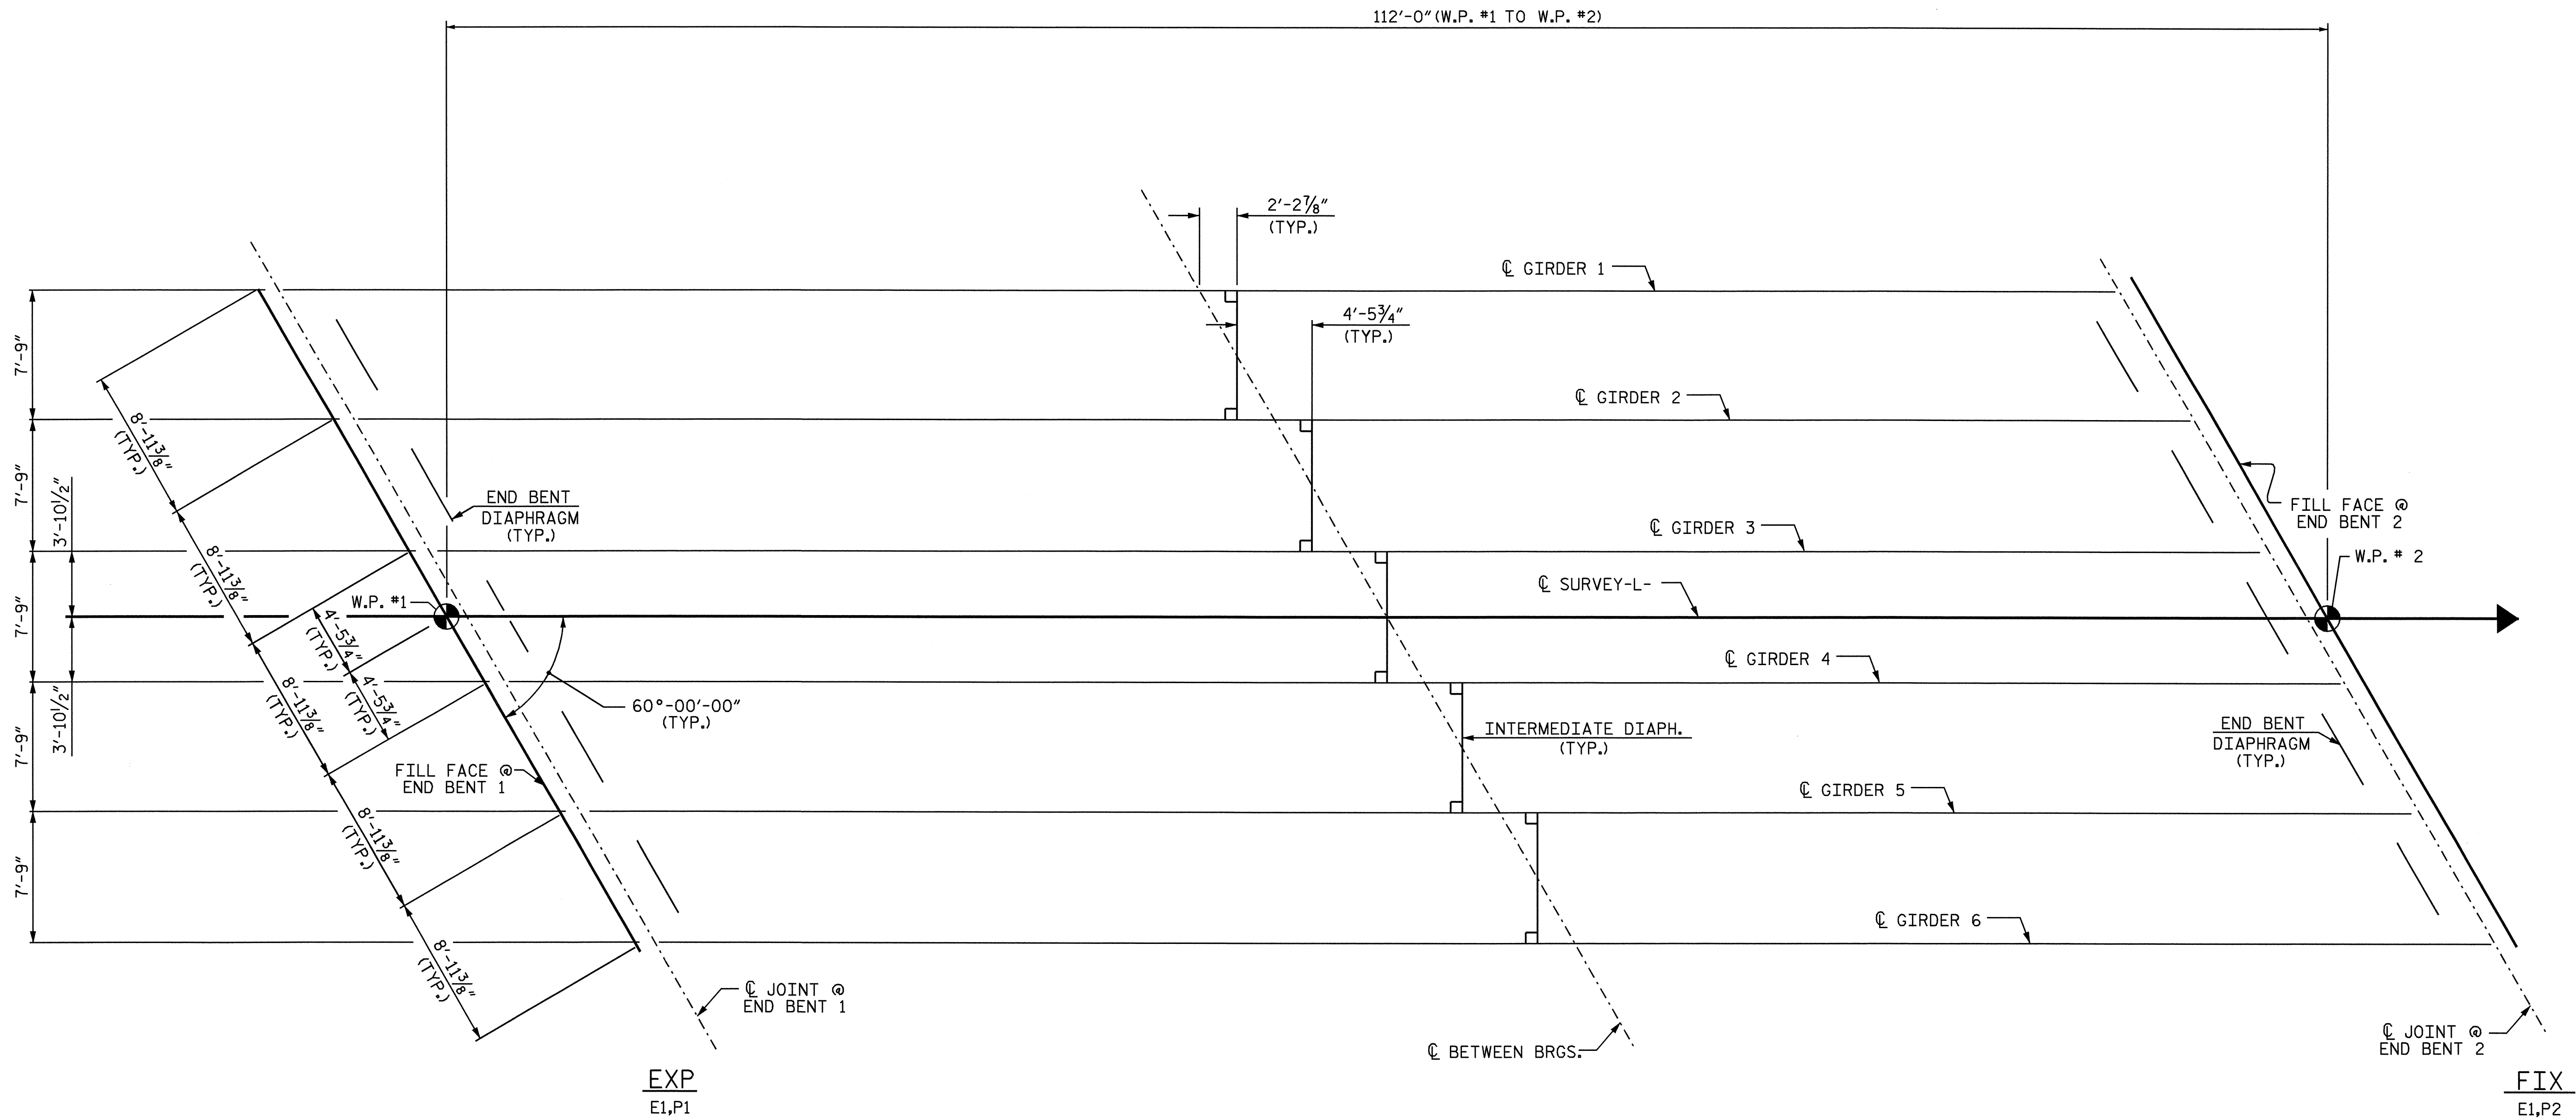 112'-0" (W.P. #1 TO W.P. #2)
2'-2⅞"
(TYP.)
℄ GIRDER 1
4'-5¾"
(TYP.)
7'-9"
8'-11⅜"
(TYP.)
℄ GIRDER 2
7'-9"
3'-10½"
END BENT
DIAPHRAGM
(TYP.)
FILL FACE @
END BENT 2
℄ GIRDER 3
8'-11⅜"
(TYP.)
W.P. # 2
℄ SURVEY-L-
W.P. #1
7'-9"
4'-5¾"
(TYP.)
℄ GIRDER 4
8'-11⅜"
(TYP.)
4'-5¾"
(TYP.)
3'-10½"
60°-00'-00"
(TYP.)
7'-9"
INTERMEDIATE DIAPH.
(TYP.)
END BENT
DIAPHRAGM
(TYP.)
FILL FACE @
END BENT 1
℄ GIRDER 5
8'-11⅜"
(TYP.)
7'-9"
℄ GIRDER 6
8'-11⅜"
(TYP.)
℄ JOINT @
END BENT 1
℄ BETWEEN BRGS.
℄ JOINT @
END BENT 2
EXP
E1,P1
FIX
E1,P2